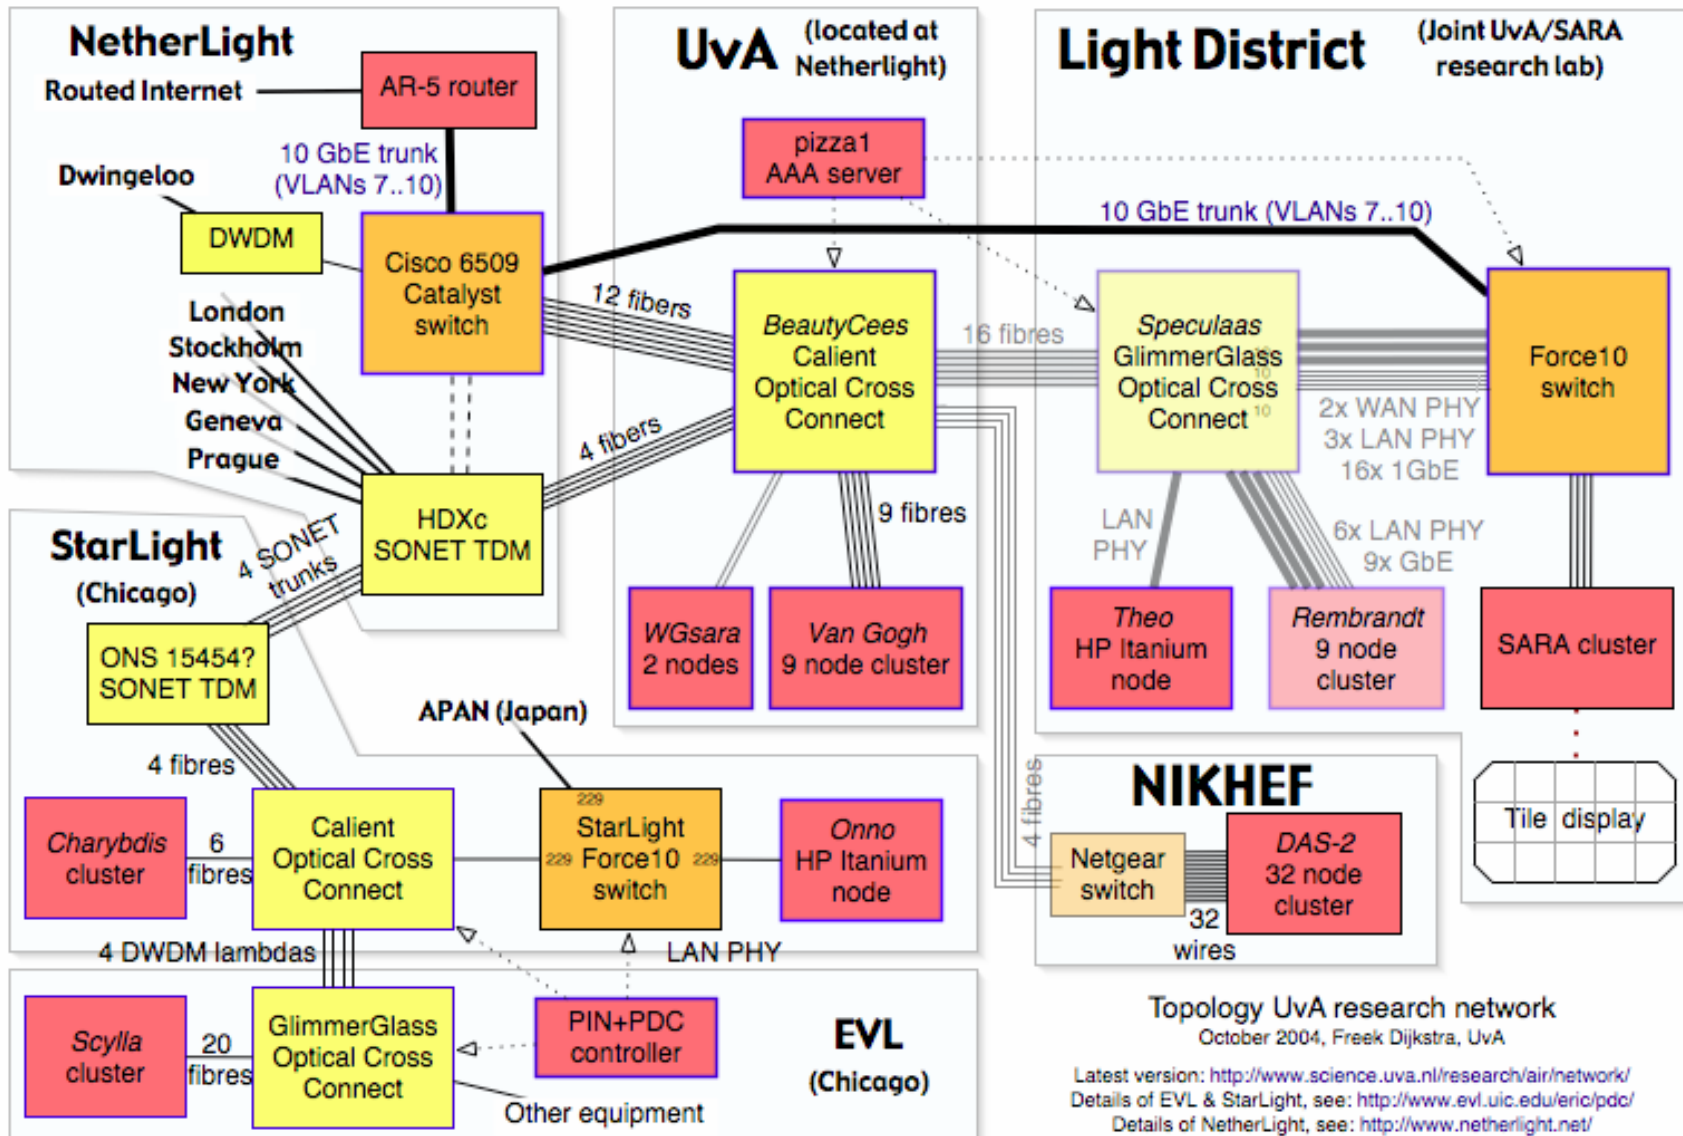 NetherLight
Routed Internet
AR-5 router
10 GbE trunk
(VLANs 7..10)
Dwingeloo
DWDM
Cisco 6509
Catalyst
switch
London
Stockholm
New York
Geneva
Prague
HDXc
SONET TDM
12 fibers
4 fibers
4 SONET
trunks
UvA
(located at
Netherlight)
pizza1
AAA server
BeautyCees
Calient
Optical Cross
Connect
9 fibres
WGsara
2 nodes
Van Gogh
9 node cluster
16 fibres
Light District
(Joint UvA/SARA
research lab)
10 GbE trunk (VLANs 7..10)
Speculaas
GlimmerGlass
Optical Cross
Connect
10
10
10
Force10
switch
2x WAN PHY
3x LAN PHY
16x 1GbE
LAN
PHY
6x LAN PHY
9x GbE
Theo
HP Itanium
node
Rembrandt
9 node
cluster
SARA cluster
Tile display
StarLight
(Chicago)
ONS 15454?
SONET TDM
4 fibres
APAN (Japan)
Charybdis
cluster
6
fibres
Calient
Optical Cross
Connect
229
StarLight
229
Force10
229
switch
Onno
HP Itanium
node
4 DWDM lambdas
LAN PHY
4 fibres
NIKHEF
Netgear
switch
32
wires
DAS-2
32 node
cluster
Scylla
cluster
20
fibres
GlimmerGlass
Optical Cross
Connect
PIN+PDC
controller
EVL
(Chicago)
Other equipment
Topology UvA research network
October 2004, Freek Dijkstra, UvA
Latest version: http://www.science.uva.nl/research/air/network/
Details of EVL & StarLight, see: http://www.evl.uic.edu/eric/pdc/
Details of NetherLight, see: http://www.netherlight.net/